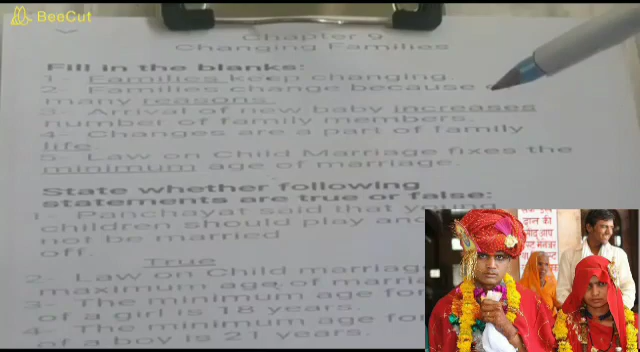 BeeCut
Chapter 9
Changing Families
Fill in the blanks:
1- Families keep changing.
2- Families change because
many reasons.
3- Arrival of new baby increases
number of family members.
4- Changes are a part of family
life.
5- Law on Child Marriage fixes the
minimum age of marriage.
State whether following
statements are true or false:
1- Panchayat said that young
children should play and
not be married
off.
True
2- Law on Child
maximum age of
3- The minimum age for
of a girl is 18 years.
4- The minimum age for
of a boy is 21 years.